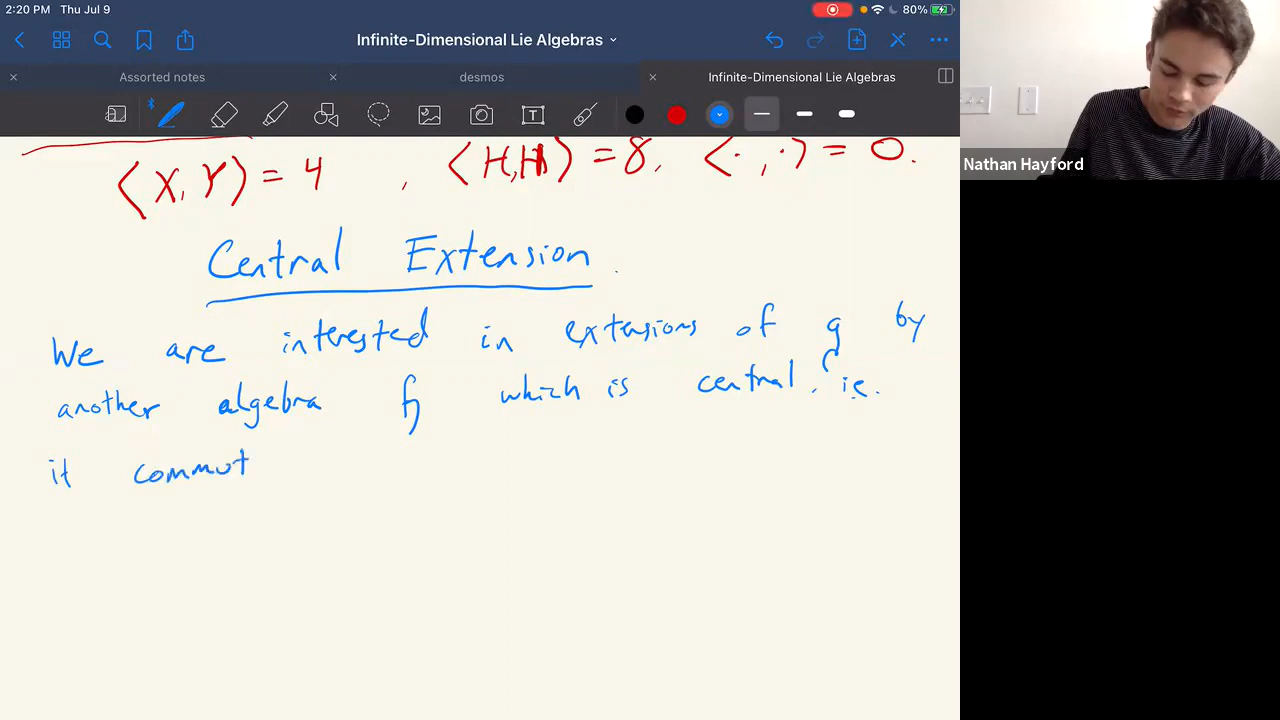 2:20 PM Thu Jul 9
80%
Infinite-Dimensional Lie Algebras
Assorted notes
desmos
Infinite-Dimensional Lie Algebras
Nathan Hayford
⟨X, Y⟩ = 4 , ⟨H, H⟩ = 8, ⟨· , ·⟩ = 0.
Central Extension
We are interested in extensions of g by
another algebra h which is central, ie.
it commut